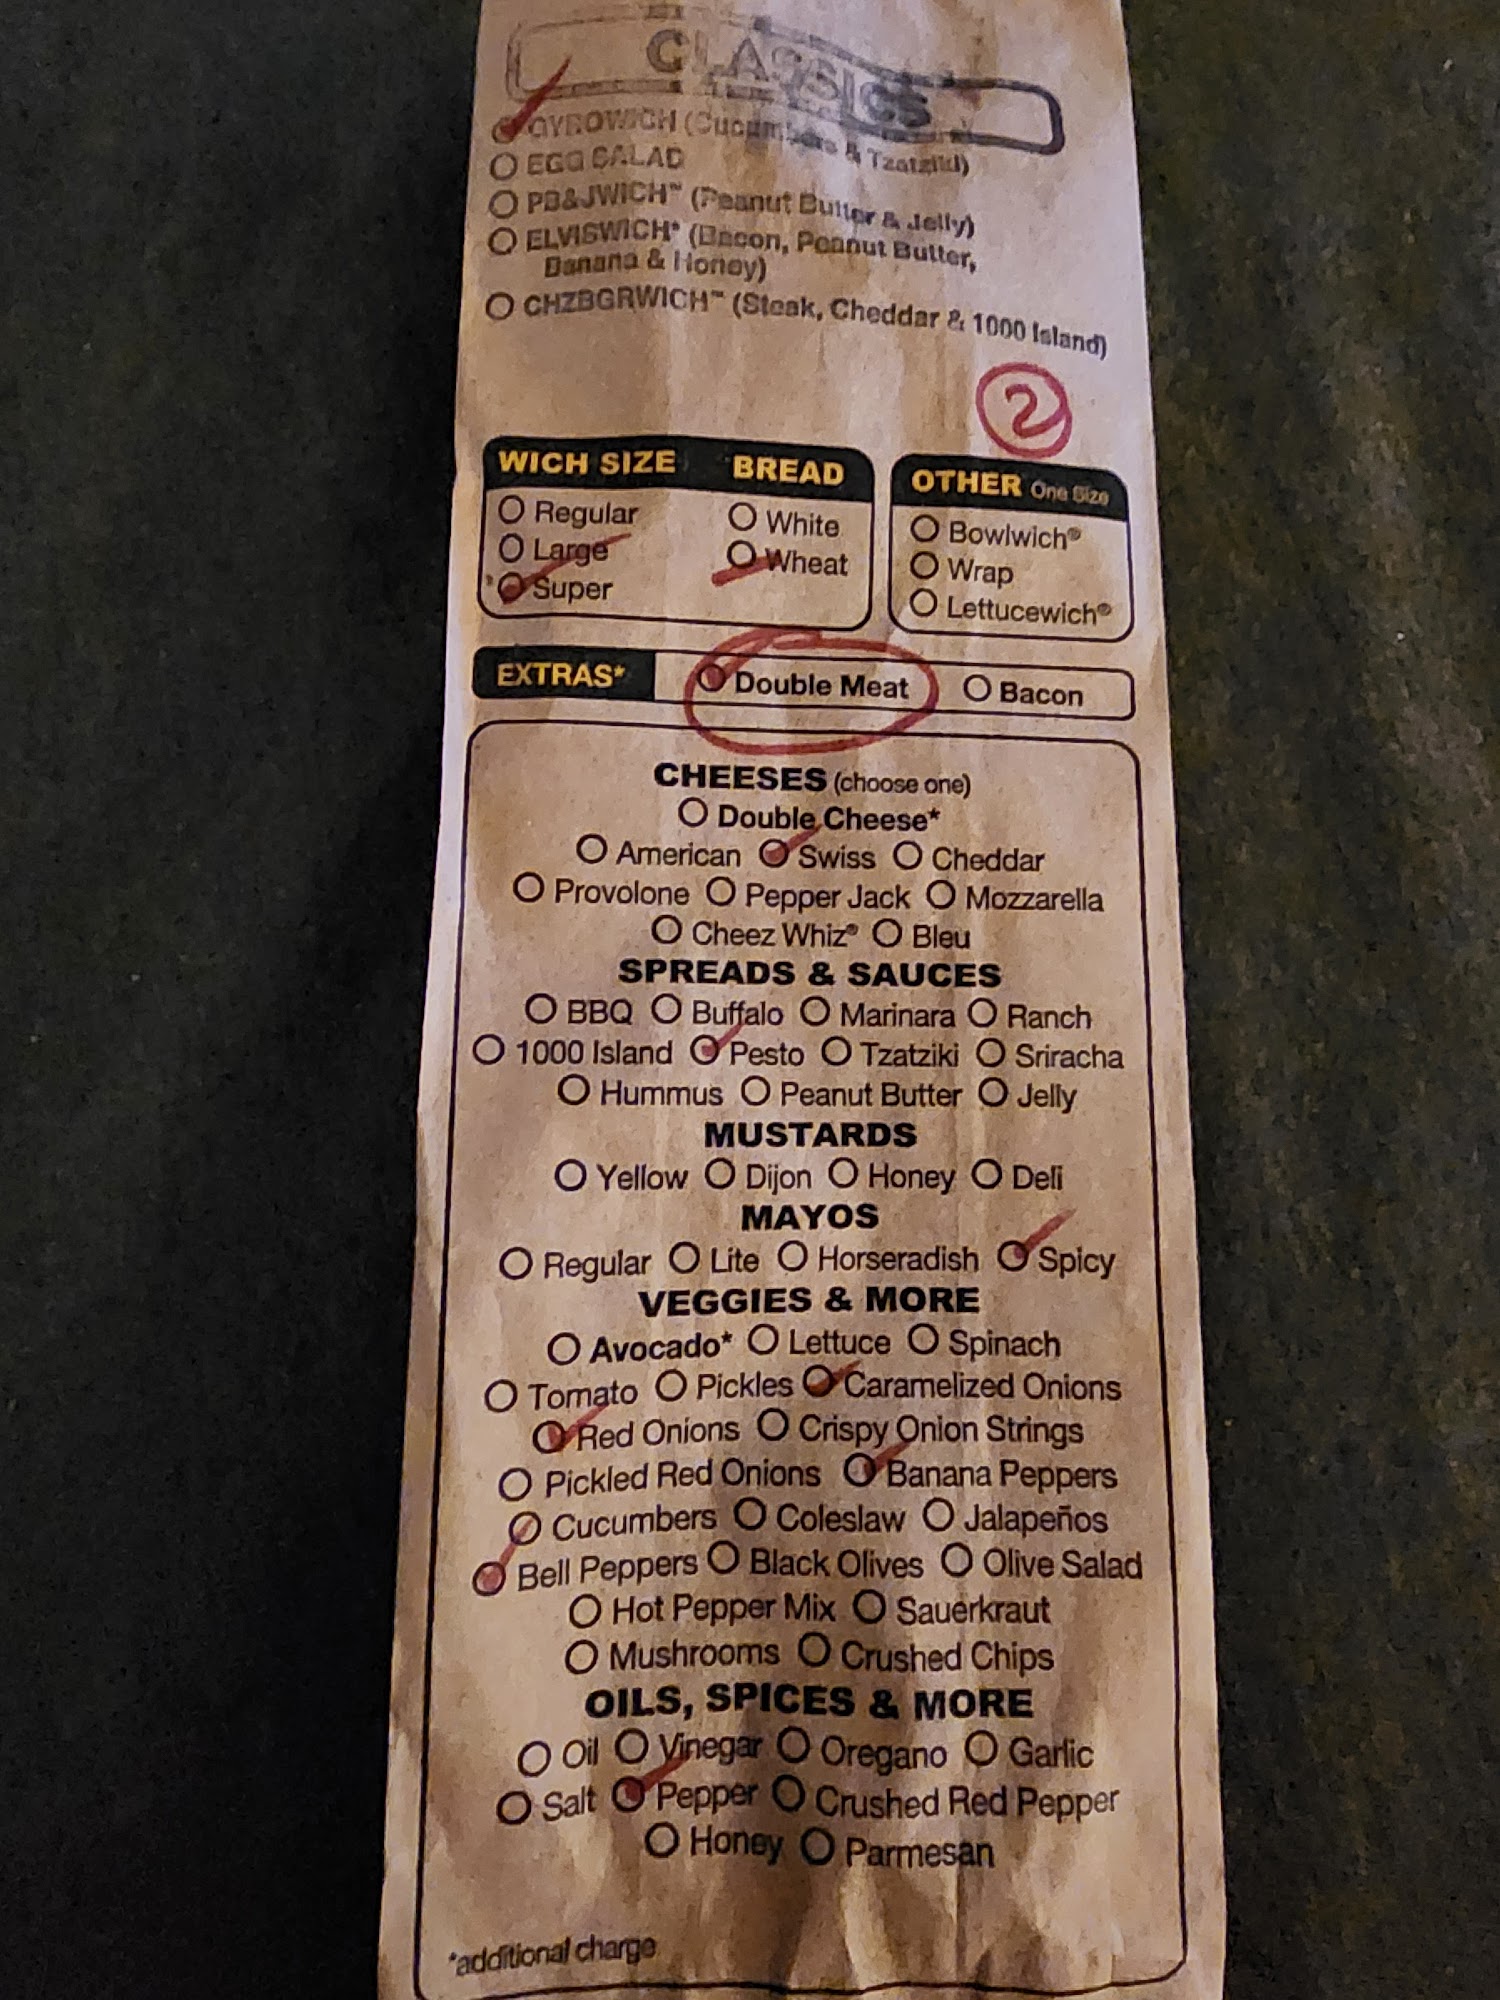 CLASSICS
GYROWICH (Cucumbers & Tzatziki)
EGG SALAD
PB&JWICH™ (Peanut Butter & Jelly)
ELVISWICH® (Bacon, Peanut Butter,
Banana & Honey)
CHZBGRWICH™ (Steak, Cheddar & 1000 Island)
2
WICH SIZE BREAD OTHER One Size
Regular White Bowlwich®
Large Wheat Wrap
Super Lettucewich®
EXTRAS* Double Meat Bacon
CHEESES (choose one)
Double Cheese*
American Swiss Cheddar
Provolone Pepper Jack Mozzarella
Cheez Whiz® Bleu
SPREADS & SAUCES
BBQ Buffalo Marinara Ranch
1000 Island Pesto Tzatziki Sriracha
Hummus Peanut Butter Jelly
MUSTARDS
Yellow Dijon Honey Deli
MAYOS
Regular Lite Horseradish Spicy
VEGGIES & MORE
Avocado* Lettuce Spinach
Tomato Pickles Caramelized Onions
Red Onions Crispy Onion Strings
Pickled Red Onions Banana Peppers
Cucumbers Coleslaw Jalapeños
Bell Peppers Black Olives Olive Salad
Hot Pepper Mix Sauerkraut
Mushrooms Crushed Chips
OILS, SPICES & MORE
Oil Vinegar Oregano Garlic
Salt Pepper Crushed Red Pepper
Honey Parmesan
*additional charge